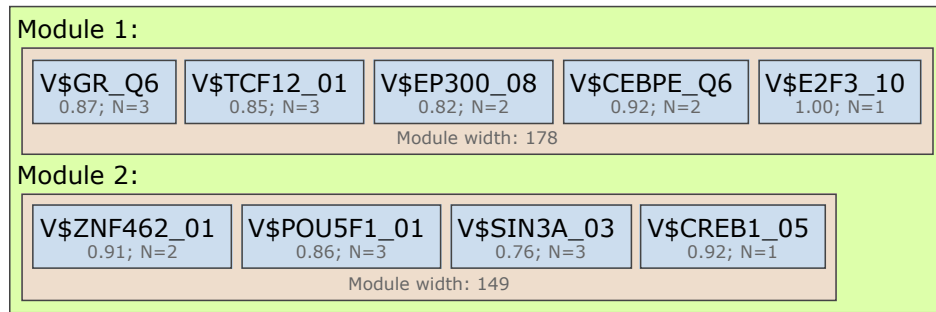 Module 1:
V$GR_Q6 V$TCF12_01 V$EP300_08 V$CEBPE_Q6 V$E2F3_10
0.87; N=3 0.85; N=3 0.82; N=2 0.92; N=2 1.00; N=1
Module width: 178
Module 2:
V$ZNF462_01 V$POU5F1_01 V$SIN3A_03 V$CREB1_05
0.91; N=2 0.86; N=3 0.76; N=3 0.92; N=1
Module width: 149